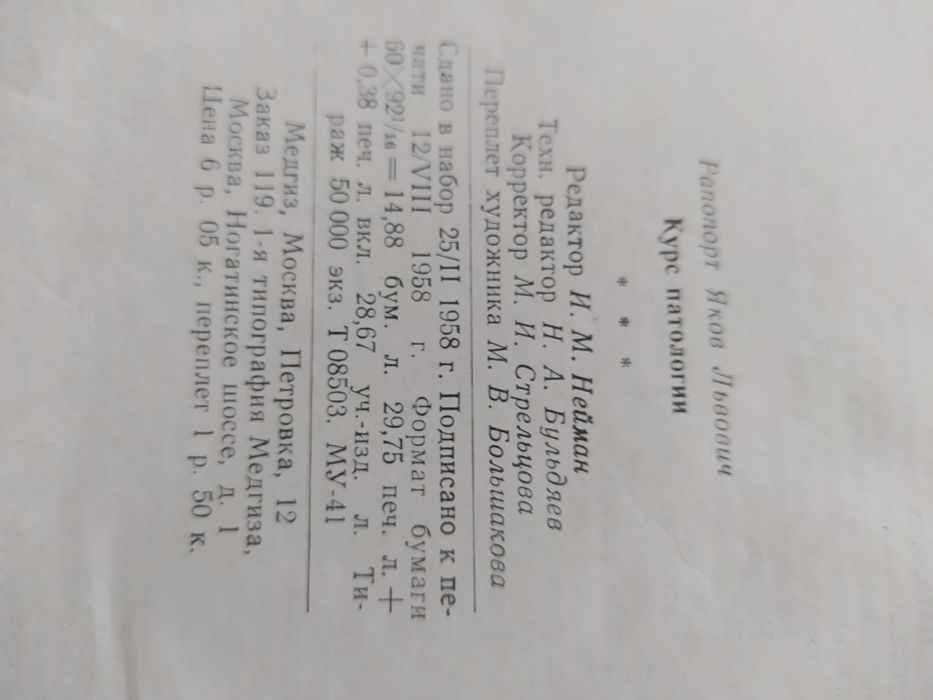 Рапопорт Яков Львович
Курс патологии
* * *
Редактор И. М. Нейман
Техн. редактор Н. А. Бульдяев
Корректор М. И. Стрельцова
Переплет художника М. В. Большакова
Сдано в набор 25/II 1958 г. Подписано к пе-
чати 12/VIII 1958 г. Формат бумаги
60×92 1/16 = 14,88 бум. л. 29,75 печ. л. +
+ 0,38 печ. л. вкл. 28,67 уч.-изд. л. Ти-
раж 50 000 экз. Т 08503. МУ-41
Медгиз, Москва, Петровка, 12
Заказ 119. 1-я типография Медгиза,
Москва, Ногатинское шоссе, д. 1
Цена 6 р. 05 к., переплет 1 р. 50 к.